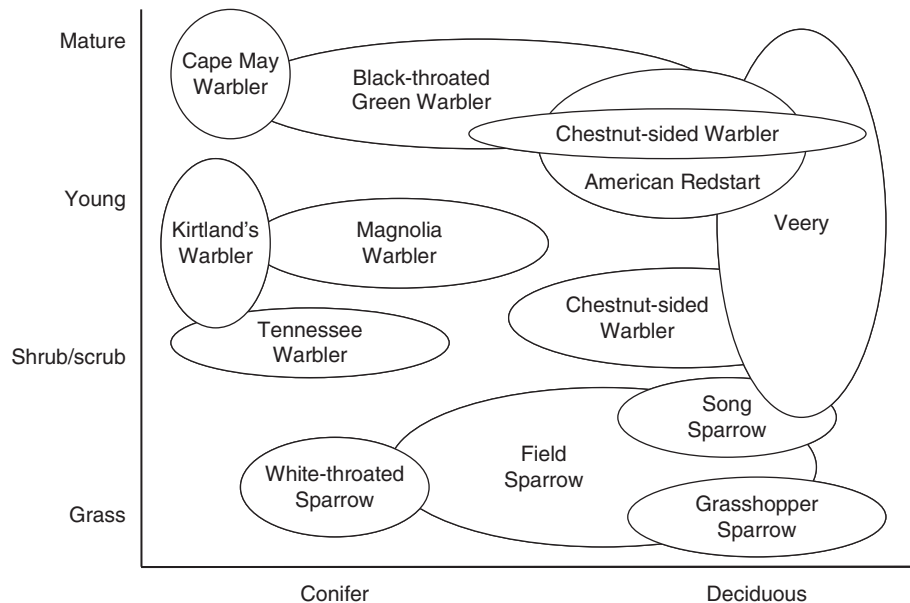 Mature
Cape May
Warbler
Black-throated
Green Warbler
Chestnut-sided Warbler
American Redstart
Young
Kirtland's
Warbler
Magnolia
Warbler
Veery
Chestnut-sided
Warbler
Tennessee
Warbler
Shrub/scrub
Song
Sparrow
White-throated
Sparrow
Field
Sparrow
Grasshopper
Sparrow
Grass
Conifer
Deciduous